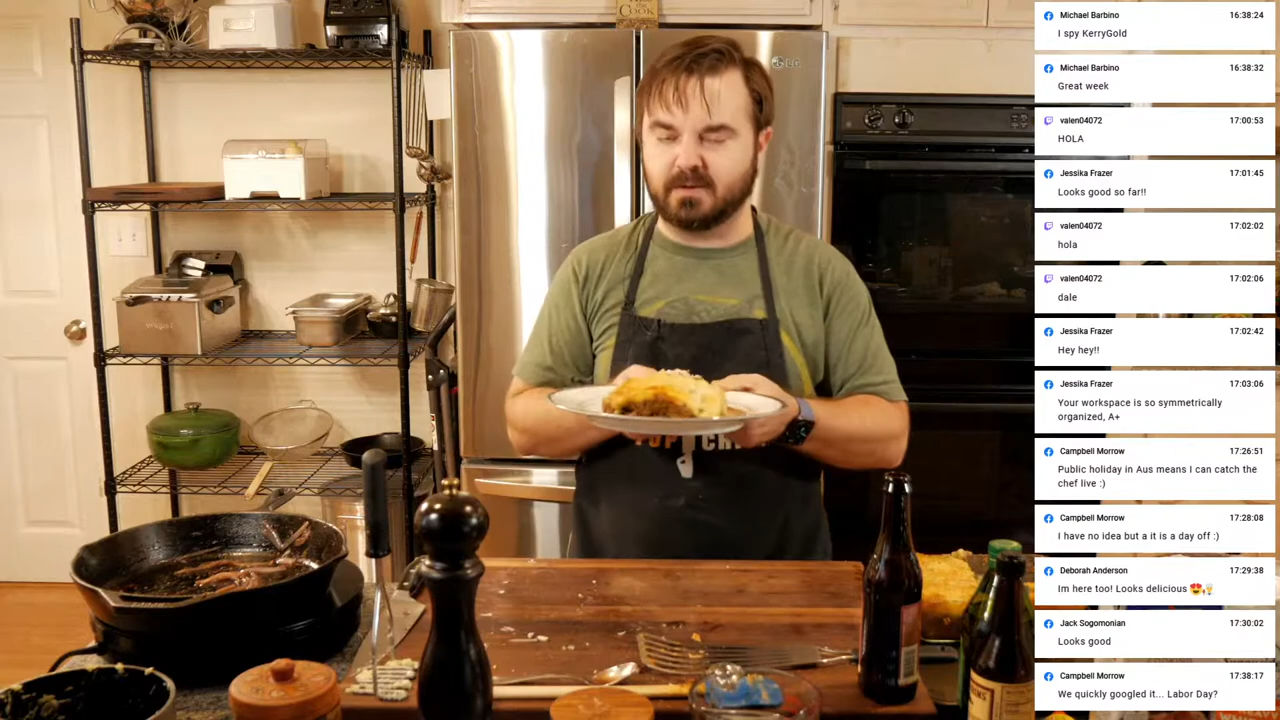 COOK
LG
TOP CHEF
Michael Barbino 16:38:24
I spy KerryGold
Michael Barbino 16:38:32
Great week
valen04072 17:00:53
HOLA
Jessika Frazer 17:01:45
Looks good so far!!
valen04072 17:02:02
hola
valen04072 17:02:06
dale
Jessika Frazer 17:02:42
Hey hey!!
Jessika Frazer 17:03:06
Your workspace is so symmetrically
organized, A+
Campbell Morrow 17:26:51
Public holiday in Aus means I can catch the
chef live :)
Campbell Morrow 17:28:08
I have no idea but a it is a day off :)
Deborah Anderson 17:29:38
Im here too! Looks delicious 😍🍺
Jack Sogomonian 17:30:02
Looks good
Campbell Morrow 17:38:17
We quickly googled it... Labor Day?